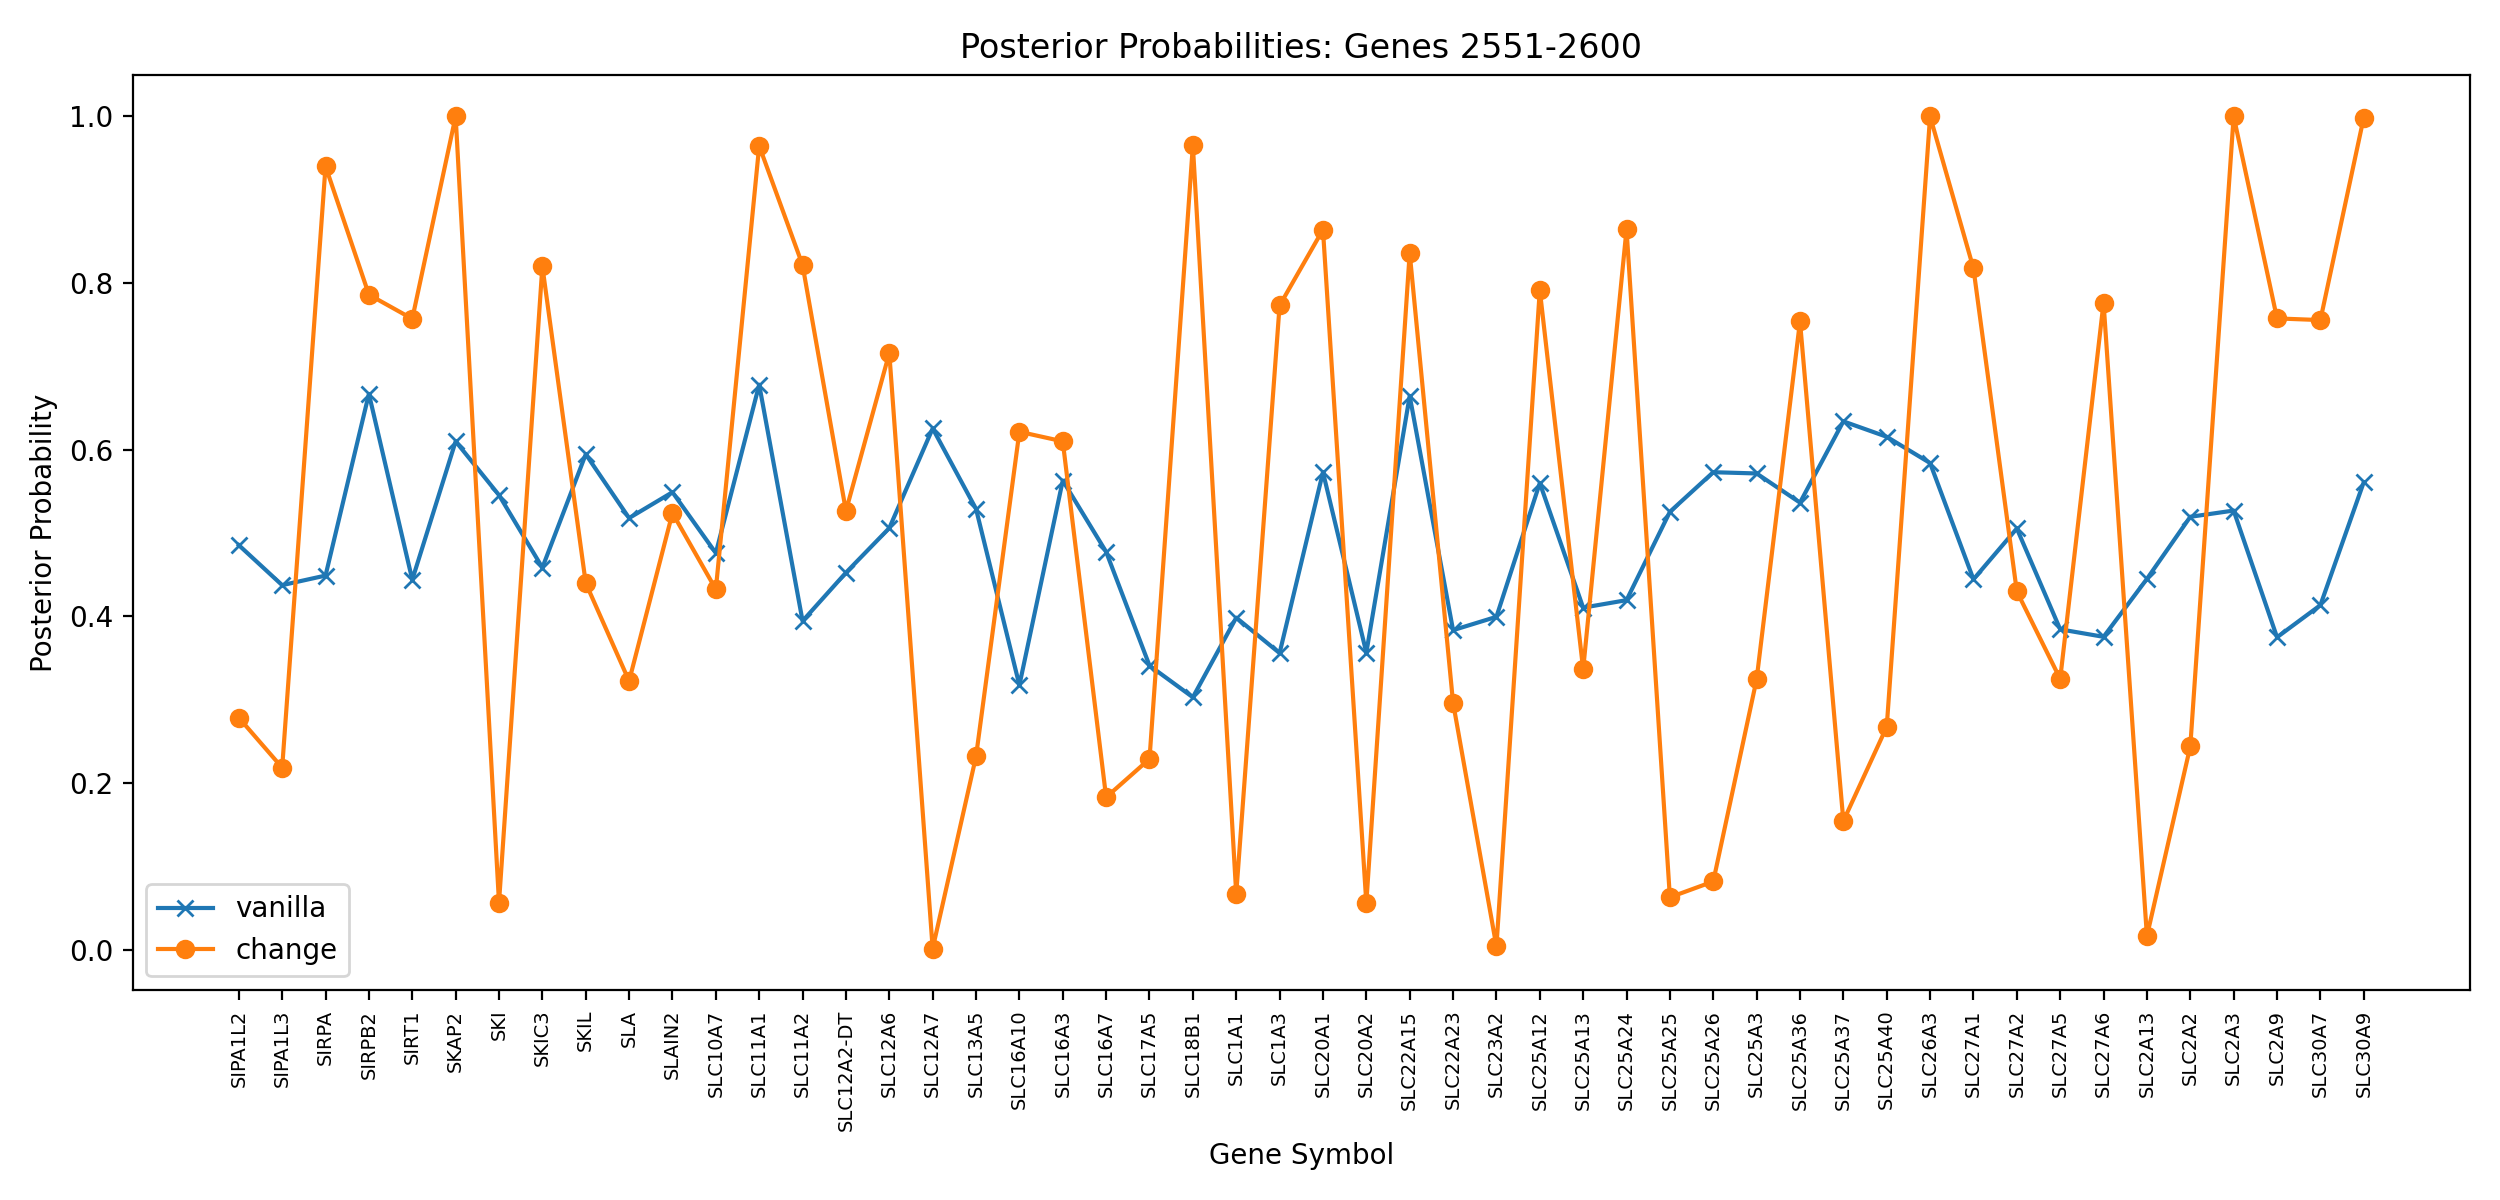 Posterior Probabilities: Genes 2551-2600
Posterior Probability
1.0
0.8
0.6
0.4
0.2
0.0
vanilla
change
SIPA1L2
SIPA1L3
SIRPA
SIRPB2
SIRT1
SKAP2
SKI
SKIC3
SKIL
SLA
SLAIN2
SLC10A7
SLC11A1
SLC11A2
SLC12A2-DT
SLC12A6
SLC12A7
SLC13A5
SLC16A10
SLC16A3
SLC16A7
SLC17A5
SLC18B1
SLC1A1
SLC1A3
SLC20A1
SLC20A2
SLC22A15
SLC22A23
SLC23A2
SLC25A12
SLC25A13
SLC25A24
SLC25A25
SLC25A26
SLC25A3
SLC25A36
SLC25A37
SLC25A40
SLC26A3
SLC27A1
SLC27A2
SLC27A5
SLC27A6
SLC2A13
SLC2A2
SLC2A3
SLC2A9
SLC30A7
SLC30A9
Gene Symbol